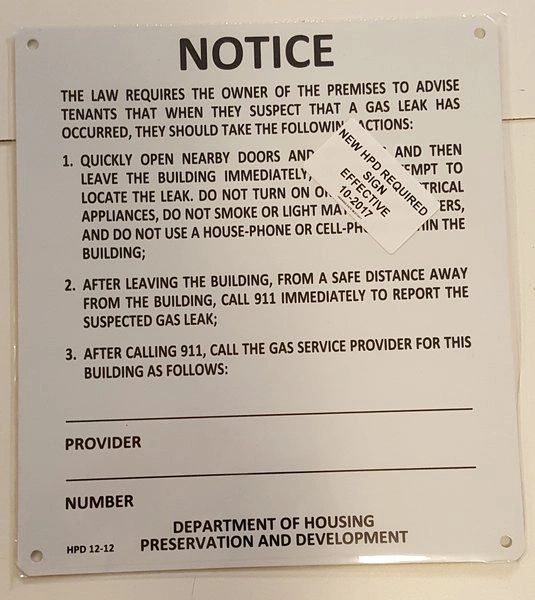 NOTICE
THE LAW REQUIRES THE OWNER OF THE PREMISES TO ADVISE
TENANTS THAT WHEN THEY SUSPECT THAT A GAS LEAK HAS
OCCURRED, THEY SHOULD TAKE THE FOLLOWIN CTIONS:
1. QUICKLY OPEN NEARBY DOORS AND AND THEN
LEAVE THE BUILDING IMMEDIATELY, EMPT TO
LOCATE THE LEAK. DO NOT TURN ON OR TRICAL
APPLIANCES, DO NOT SMOKE OR LIGHT MAT ERS,
AND DO NOT USE A HOUSE-PHONE OR CELL-PH HIN THE
BUILDING;
NEW HPD REQUIRED
SIGN
EFFECTIVE
10-2017
2. AFTER LEAVING THE BUILDING, FROM A SAFE DISTANCE AWAY
FROM THE BUILDING, CALL 911 IMMEDIATELY TO REPORT THE
SUSPECTED GAS LEAK;
3. AFTER CALLING 911, CALL THE GAS SERVICE PROVIDER FOR THIS
BUILDING AS FOLLOWS:
PROVIDER
NUMBER
DEPARTMENT OF HOUSING
PRESERVATION AND DEVELOPMENT
HPD 12-12